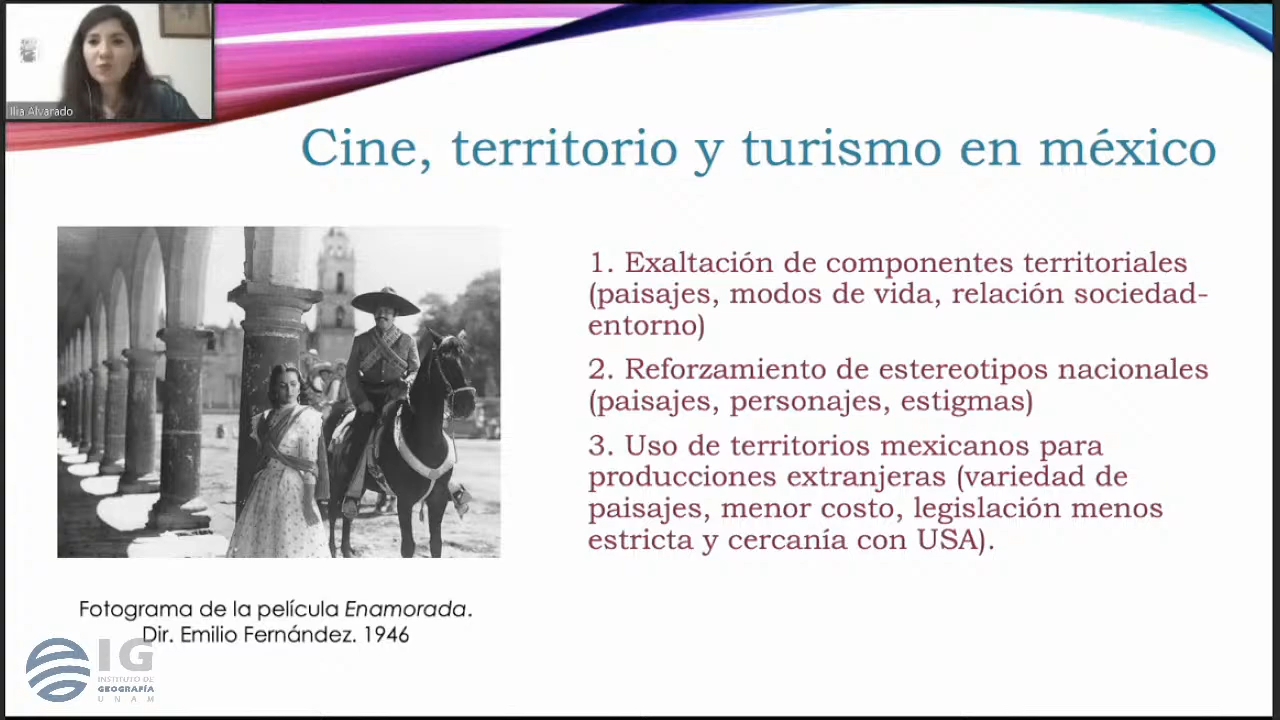 Ilia Alvarado
Cine, territorio y turismo en méxico
1. Exaltación de componentes territoriales
(paisajes, modos de vida, relación sociedad-
entorno)
2. Reforzamiento de estereotipos nacionales
(paisajes, personajes, estigmas)
3. Uso de territorios mexicanos para
producciones extranjeras (variedad de
paisajes, menor costo, legislación menos
estricta y cercanía con USA).
Fotograma de la película Enamorada.
Dir. Emilio Fernández. 1946
IG
INSTITUTO DE
GEOGRAFÍA
UNAM